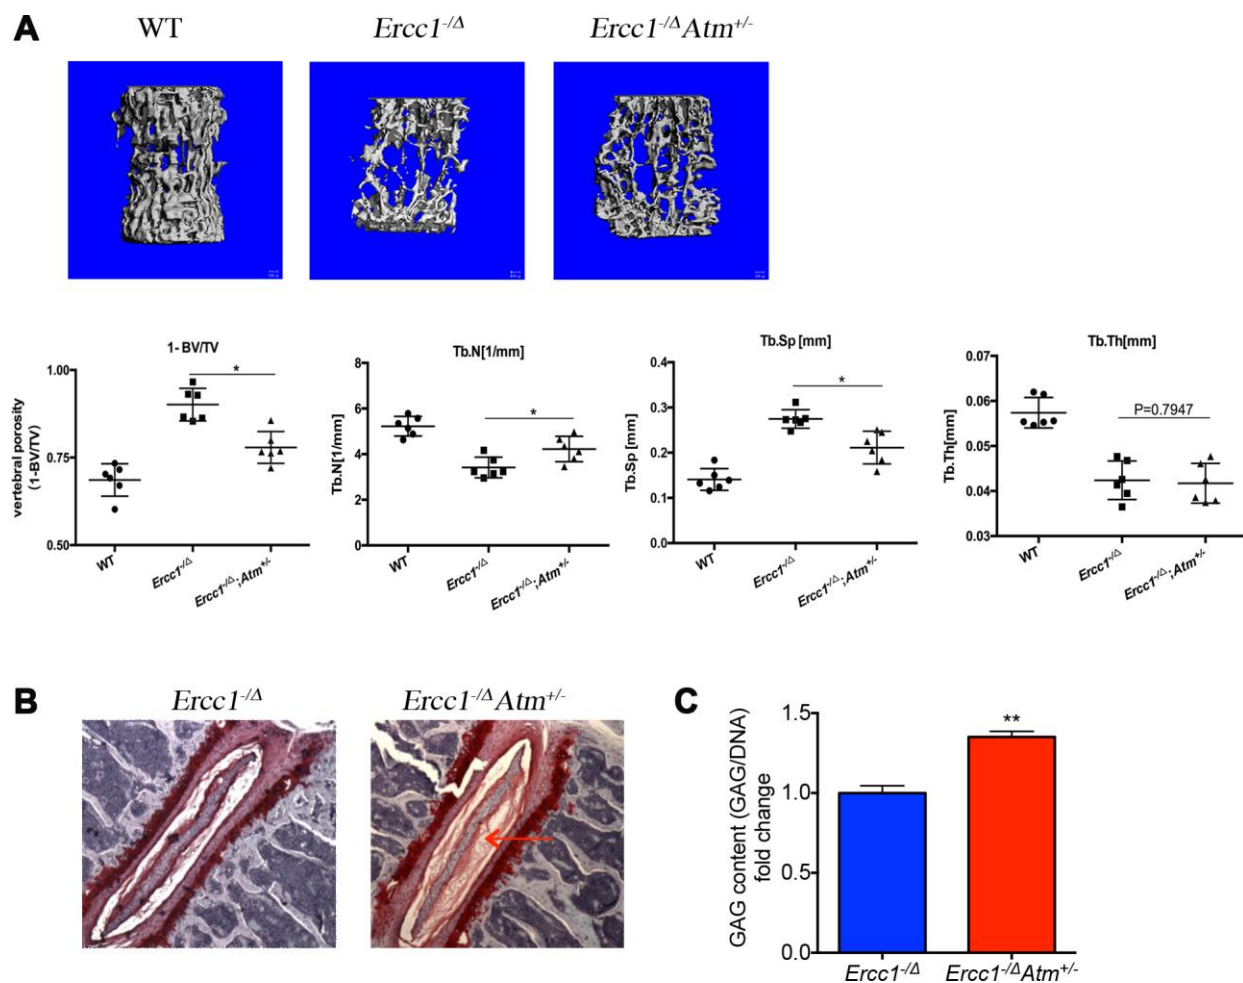 A
WT
Ercc1-/Δ
Ercc1-/ΔAtm+/-
1- BV/TV
vertebral porosity
(1-BV/TV)
1.00
0.75
0.50
*
WT
Ercc1-/Δ
Ercc1-/Δ;Atm+/-
Tb.N[1/mm]
Tb.N[1/mm]
8
6
4
2
0
*
WT
Ercc1-/Δ
Ercc1-/Δ;Atm+/-
Tb.Sp [mm]
Tb.Sp [mm]
0.4
0.3
0.2
0.1
0.0
*
WT
Ercc1-/Δ
Ercc1-/Δ;Atm+/-
Tb.Th[mm]
Tb.Th[mm]
0.07
0.06
0.05
0.04
0.03
P=0.7947
WT
Ercc1-/Δ
Ercc1-/Δ;Atm+/-
B
Ercc1-/Δ
Ercc1-/ΔAtm+/-
C
GAG content (GAG/DNA)
fold change
1.5
1.0
0.5
0.0
**
Ercc1-/Δ
Ercc1-/ΔAtm+/-